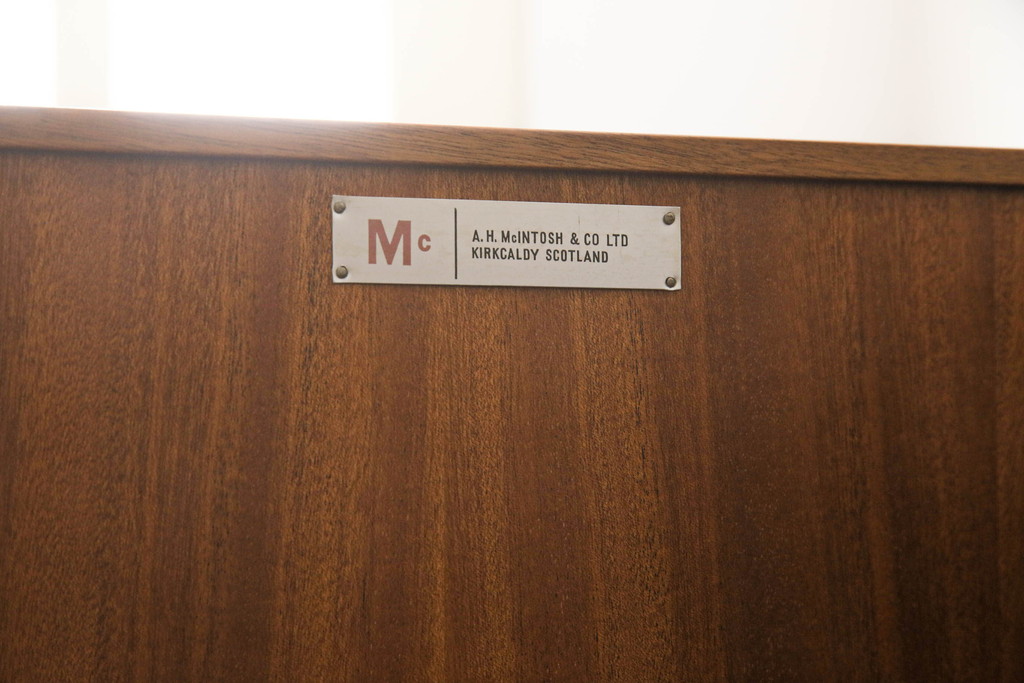 Mc
A. H. McINTOSH & CO LTD
KIRKCALDY SCOTLAND